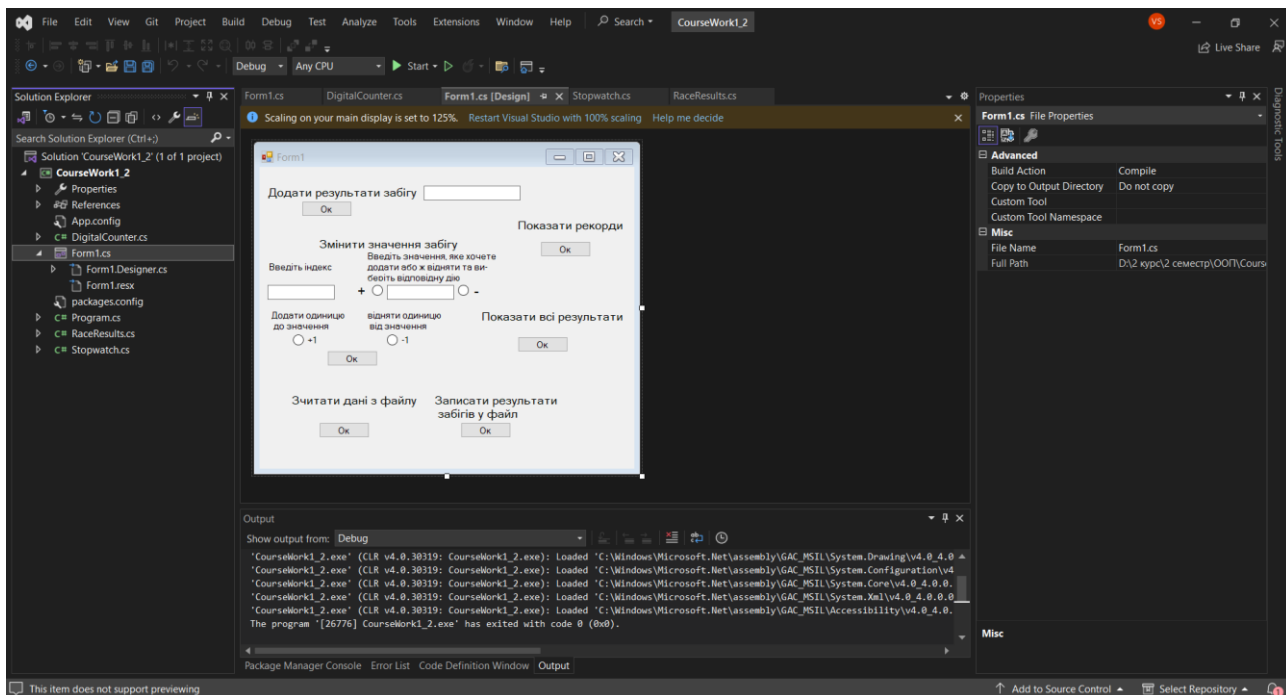 File Edit View Git Project Build Debug Test Analyze Tools Extensions Window Help Search CourseWork1_2 VS
Live Share
Debug Any CPU Start
Solution Explorer
Search Solution Explorer (Ctrl+;)
Solution 'CourseWork1_2' (1 of 1 project)
CourseWork1_2
Properties
References
App.config
C# DigitalCounter.cs
Form1.cs
Form1.Designer.cs
Form1.resx
packages.config
C# Program.cs
C# RaceResults.cs
C# Stopwatch.cs
Form1.cs DigitalCounter.cs Form1.cs [Design] Stopwatch.cs RaceResults.cs
Scaling on your main display is set to 125%. Restart Visual Studio with 100% scaling Help me decide
Form1
Додати результати забігу
Ок
Показати рекорди
Ок
Змінити значення забігу
Введіть значення, яке хочете
додати або ж відняти та ви-
беріть відповідну дію
Введіть індекс
+ -
Додати одиницю
до значення
+1
відняти одиницю
від значення
-1
Ок
Показати всі результати
Ок
Зчитати дані з файлу
Ок
Записати результати
забігів у файл
Ок
Output
Show output from: Debug
'CourseWork1_2.exe' (CLR v4.0.30319: CourseWork1_2.exe): Loaded 'C:\Windows\Microsoft.Net\assembly\GAC_MSIL\System.Drawing\v4.0_4.0
'CourseWork1_2.exe' (CLR v4.0.30319: CourseWork1_2.exe): Loaded 'C:\Windows\Microsoft.Net\assembly\GAC_MSIL\System.Configuration\v4
'CourseWork1_2.exe' (CLR v4.0.30319: CourseWork1_2.exe): Loaded 'C:\Windows\Microsoft.Net\assembly\GAC_MSIL\System.Core\v4.0_4.0.0.
'CourseWork1_2.exe' (CLR v4.0.30319: CourseWork1_2.exe): Loaded 'C:\Windows\Microsoft.Net\assembly\GAC_MSIL\System.Xml\v4.0_4.0.0.0
'CourseWork1_2.exe' (CLR v4.0.30319: CourseWork1_2.exe): Loaded 'C:\Windows\Microsoft.Net\assembly\GAC_MSIL\Accessibility\v4.0_4.0.
The program '[26776] CourseWork1_2.exe' has exited with code 0 (0x0).
Package Manager Console Error List Code Definition Window Output
Properties
Form1.cs File Properties
Advanced
Build Action Compile
Copy to Output Directory Do not copy
Custom Tool
Custom Tool Namespace
Misc
File Name Form1.cs
Full Path D:\2 курс\2 семестр\ООП\Cours
Misc
Diagnostic Tools
This item does not support previewing
Add to Source Control Select Repository